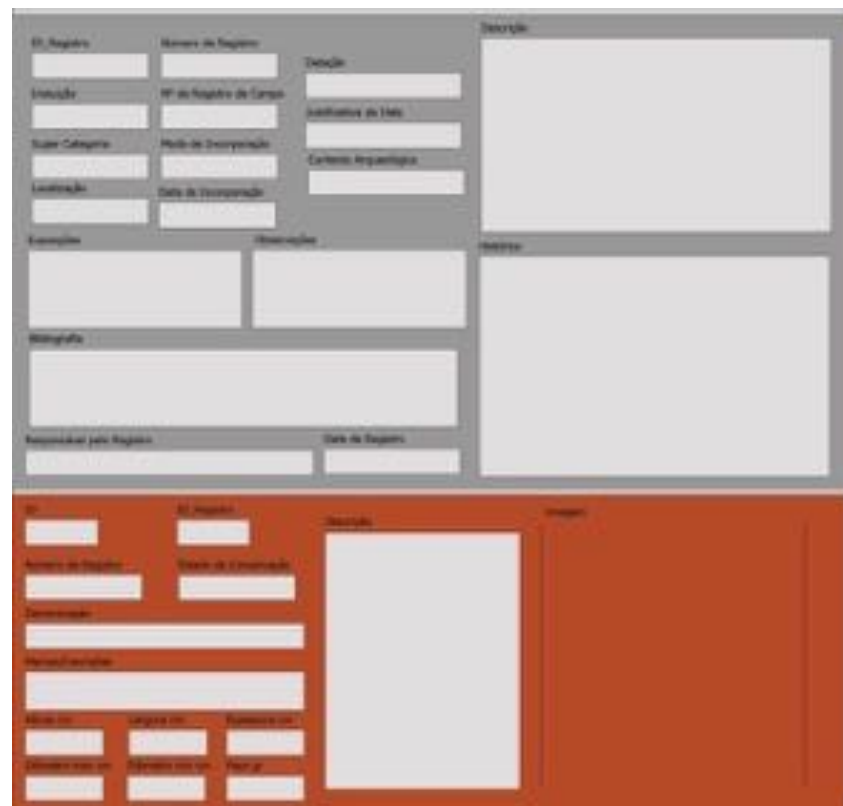 ID_Registro
Número de Registro
Descrição
Datação
Instituição
Nº de Registro de Campo
Justificativa da Data
Super Categoria
Modo de Incorporação
Contexto Arqueológico
Localização
Data de Incorporação
Exposições
Observações
Histórico
Bibliografia
Responsável pelo Registro
Data de Registro
ID
ID_Registro
Descrição
Imagem
Número de Registro
Estado de Conservação
Denominação
Marcas/Inscrições
Altura cm
Largura cm
Espessura cm
Diâmetro max cm
Diâmetro min cm
Peso gr